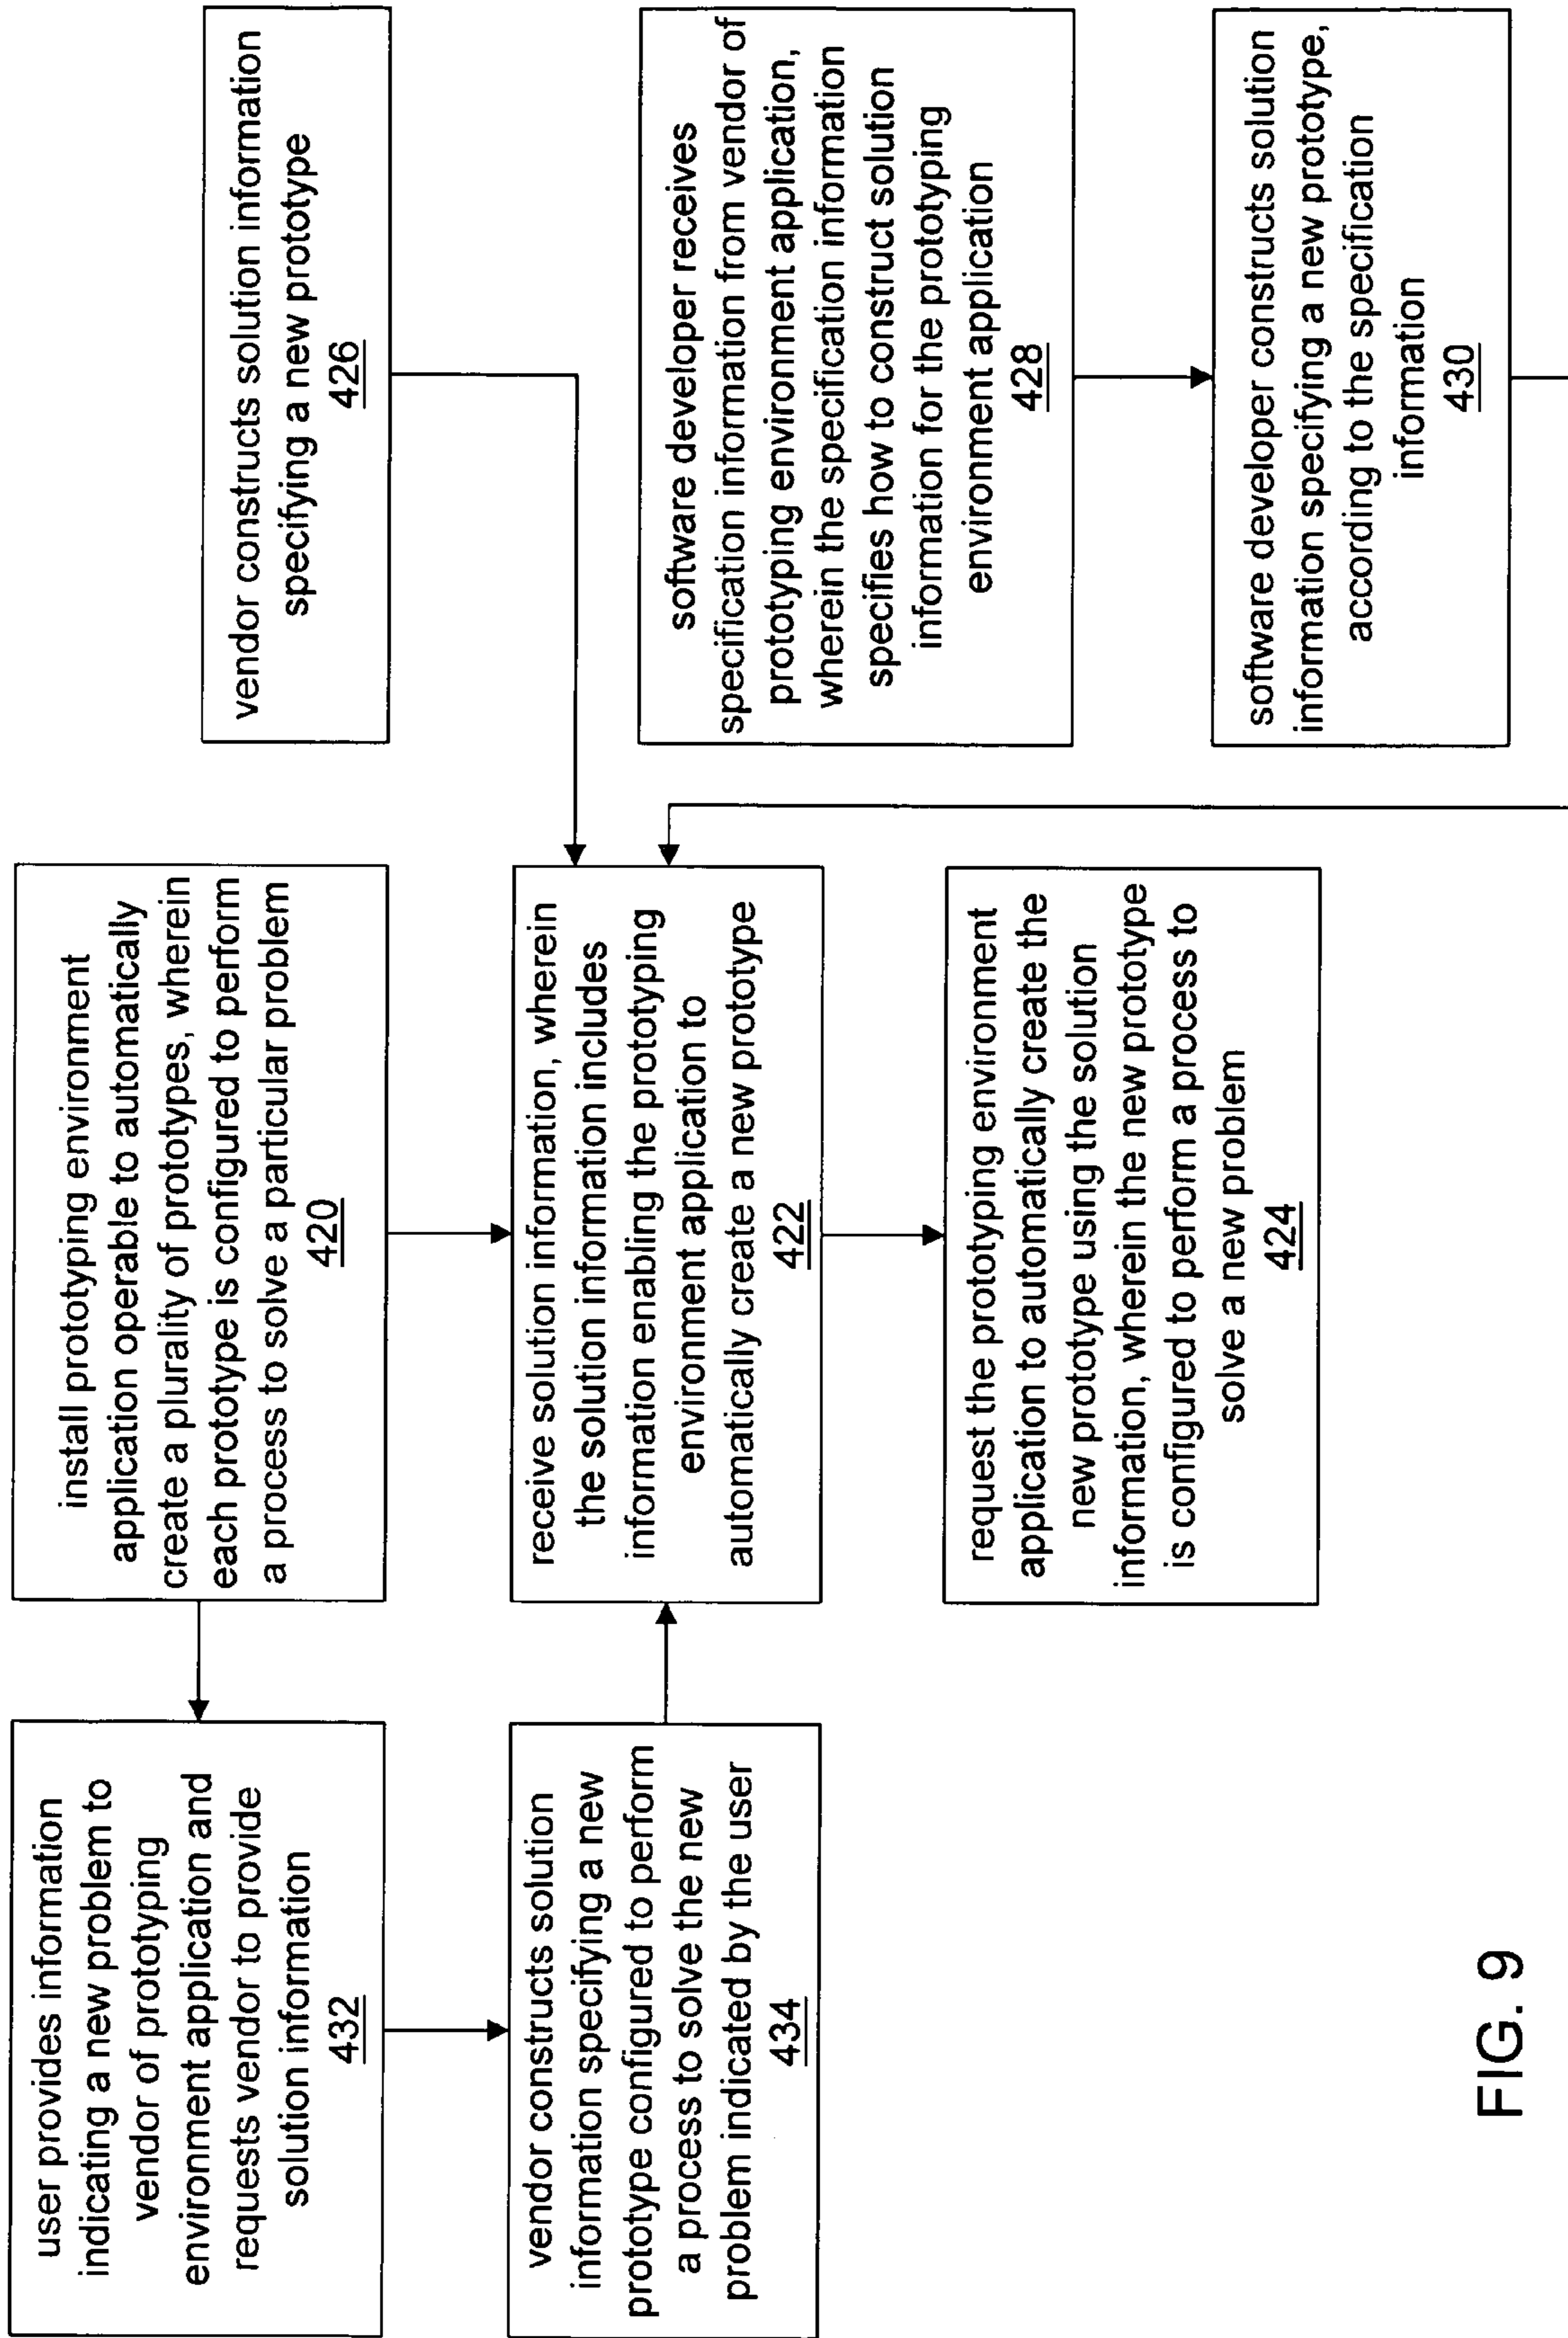 user provides information
indicating a new problem to
vendor of prototyping
environment application and
requests vendor to provide
solution information
432
vendor constructs solution
information specifying a new
prototype configured to perform
a process to solve the new
problem indicated by the user
434
install prototyping environment
application operable to automatically
create a plurality of prototypes, wherein
each prototype is configured to perform
a process to solve a particular problem
420
receive solution information, wherein
the solution information includes
information enabling the prototyping
environment application to
automatically create a new prototype
422
request the prototyping environment
application to automatically create the
new prototype using the solution
information, wherein the new prototype
is configured to perform a process to
solve a new problem
424
vendor constructs solution information
specifying a new prototype
426
software developer receives
specification information from vendor of
prototyping environment application,
wherein the specification information
specifies how to construct solution
information for the prototyping
environment application
428
software developer constructs solution
information specifying a new prototype,
according to the specification
information
430
FIG. 9